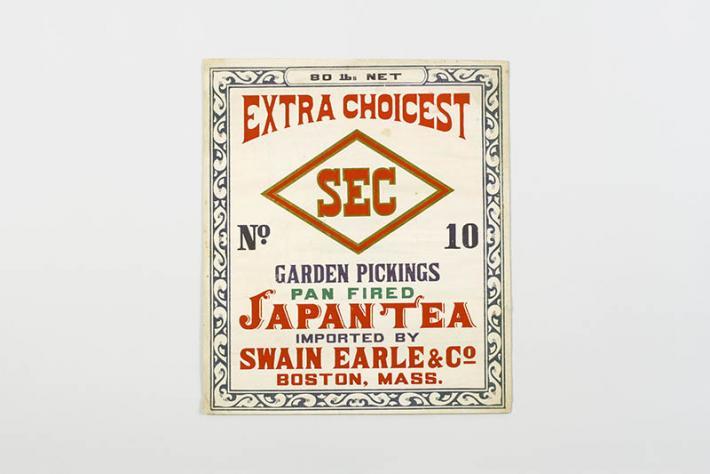 80 lbs NET
EXTRA CHOICEST
SEC
Nº 10
GARDEN PICKINGS
PAN FIRED
JAPAN TEA
IMPORTED BY
SWAIN EARLE & Cº
BOSTON, MASS.